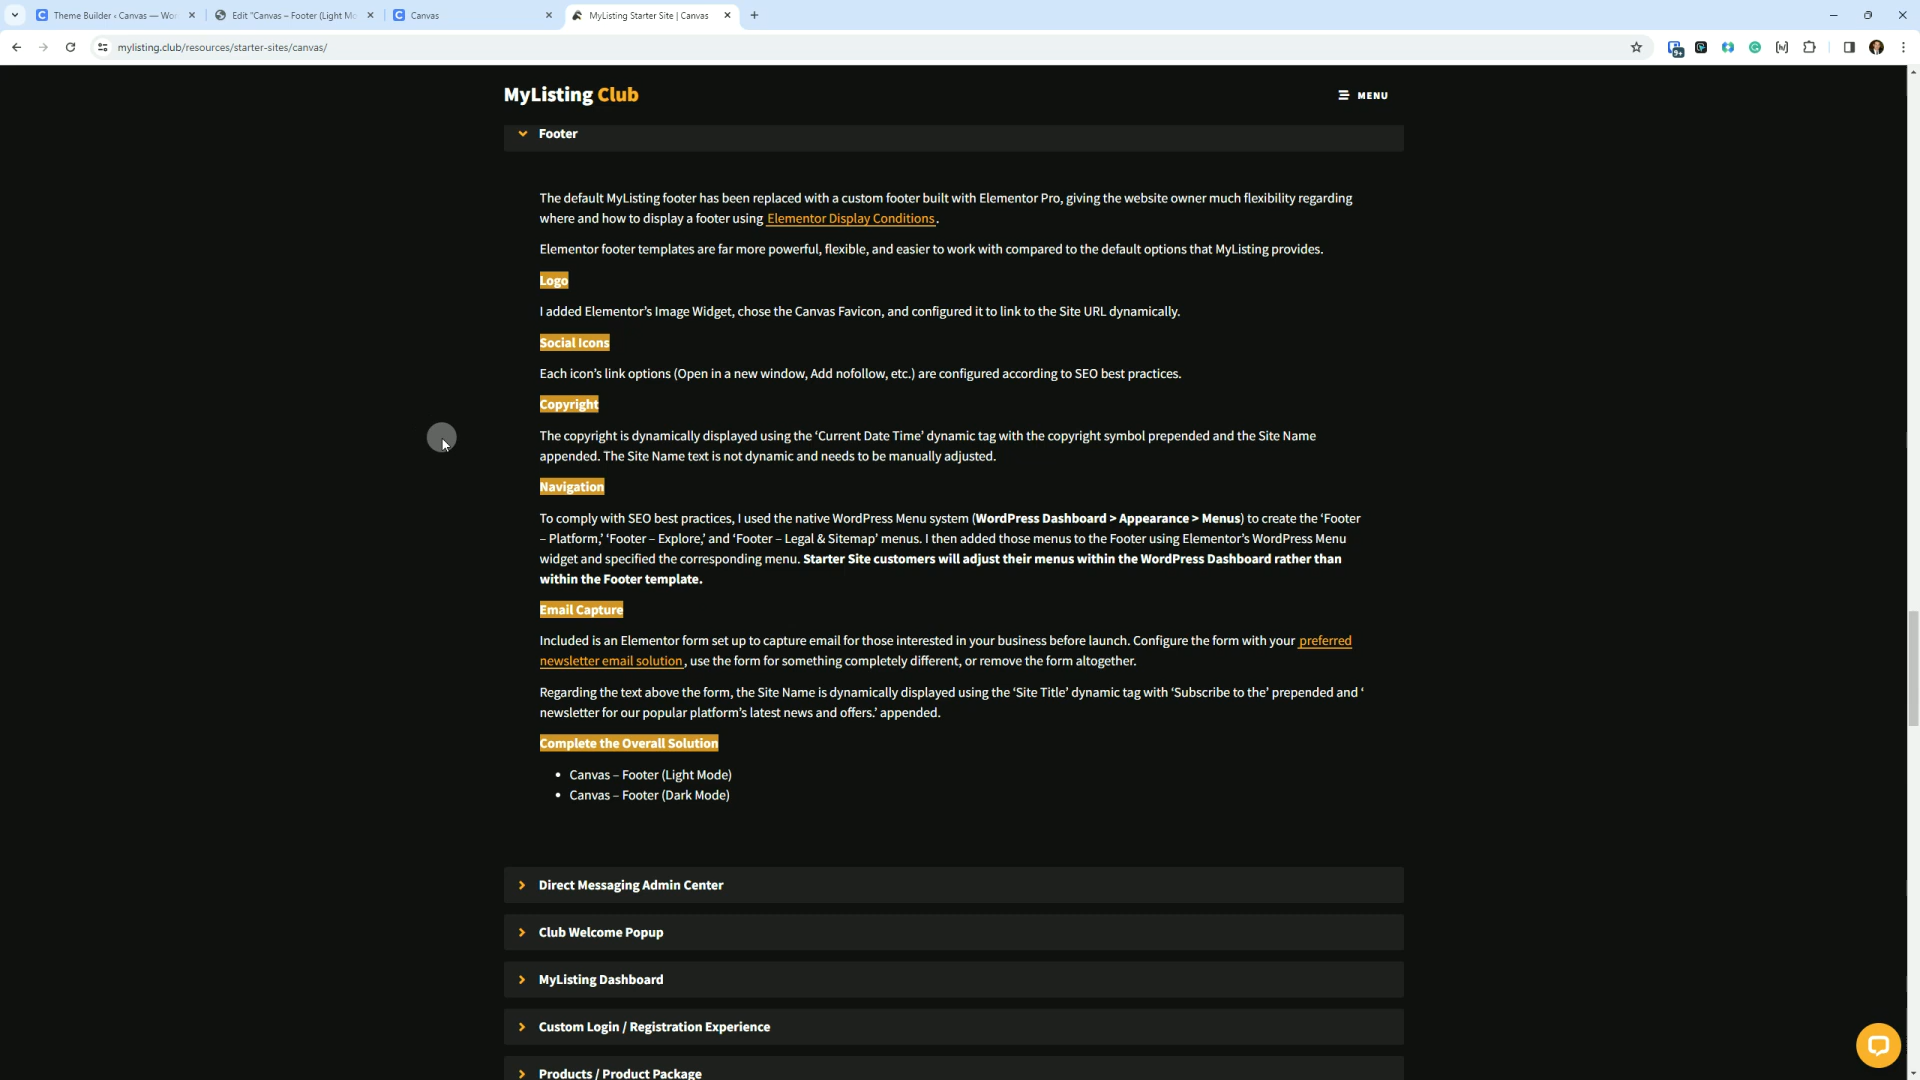 Theme Builder ‹ Canvas — Wor
Edit "Canvas – Footer (Light Mo
Canvas
MyListing Starter Site | Canvas
mylisting.club/resources/starter-sites/canvas/
9+
MyListing Club
MENU
Footer
The default MyListing footer has been replaced with a custom footer built with Elementor Pro, giving the website owner much flexibility regarding
where and how to display a footer using Elementor Display Conditions.
Elementor footer templates are far more powerful, flexible, and easier to work with compared to the default options that MyListing provides.
Logo
I added Elementor’s Image Widget, chose the Canvas Favicon, and configured it to link to the Site URL dynamically.
Social Icons
Each icon’s link options (Open in a new window, Add nofollow, etc.) are configured according to SEO best practices.
Copyright
The copyright is dynamically displayed using the ‘Current Date Time’ dynamic tag with the copyright symbol prepended and the Site Name
appended. The Site Name text is not dynamic and needs to be manually adjusted.
Navigation
To comply with SEO best practices, I used the native WordPress Menu system (WordPress Dashboard > Appearance > Menus) to create the ‘Footer
– Platform,’ ‘Footer – Explore,’ and ‘Footer – Legal & Sitemap’ menus. I then added those menus to the Footer using Elementor’s WordPress Menu
widget and specified the corresponding menu. Starter Site customers will adjust their menus within the WordPress Dashboard rather than
within the Footer template.
Email Capture
Included is an Elementor form set up to capture email for those interested in your business before launch. Configure the form with your preferred
newsletter email solution, use the form for something completely different, or remove the form altogether.
Regarding the text above the form, the Site Name is dynamically displayed using the ‘Site Title’ dynamic tag with ‘Subscribe to the’ prepended and ‘
newsletter for our popular platform’s latest news and offers.’ appended.
Complete the Overall Solution
• Canvas – Footer (Light Mode)
• Canvas – Footer (Dark Mode)
Direct Messaging Admin Center
Club Welcome Popup
MyListing Dashboard
Custom Login / Registration Experience
Products / Product Package